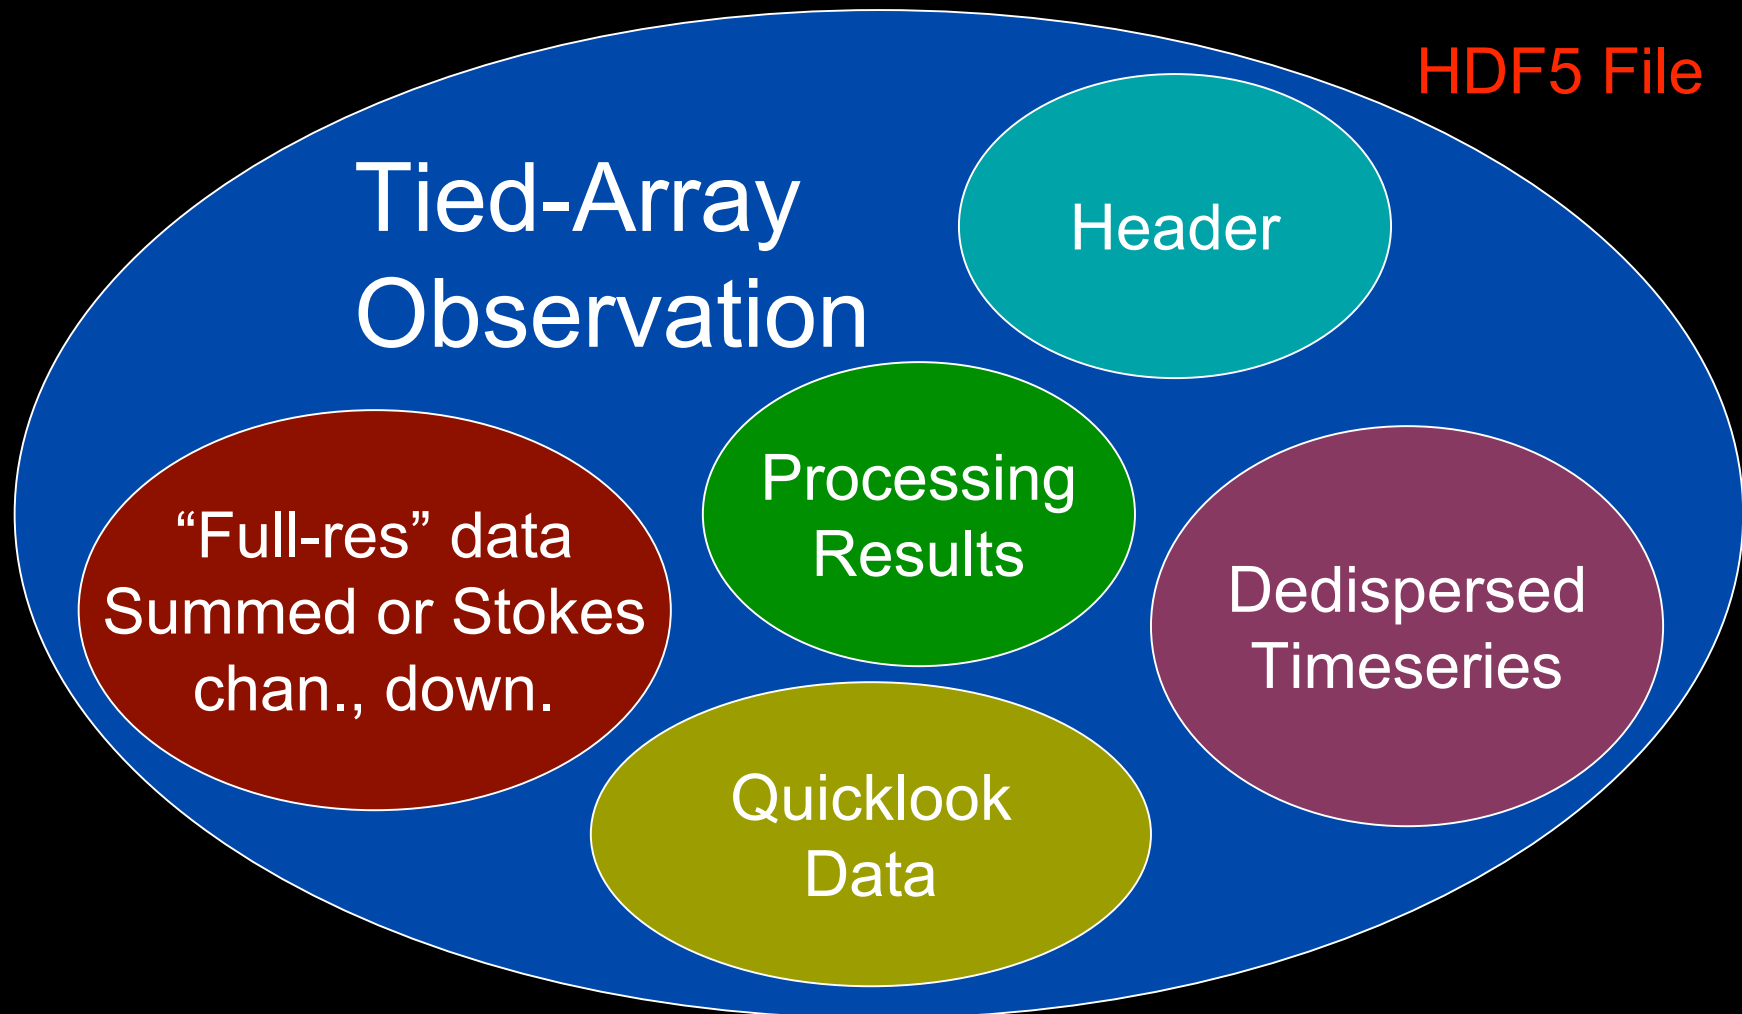 HDF5 File
Tied-Array
Observation
Header
Processing
Results
“Full-res” data
Summed or Stokes
chan., down.
Dedispersed
Timeseries
Quicklook
Data